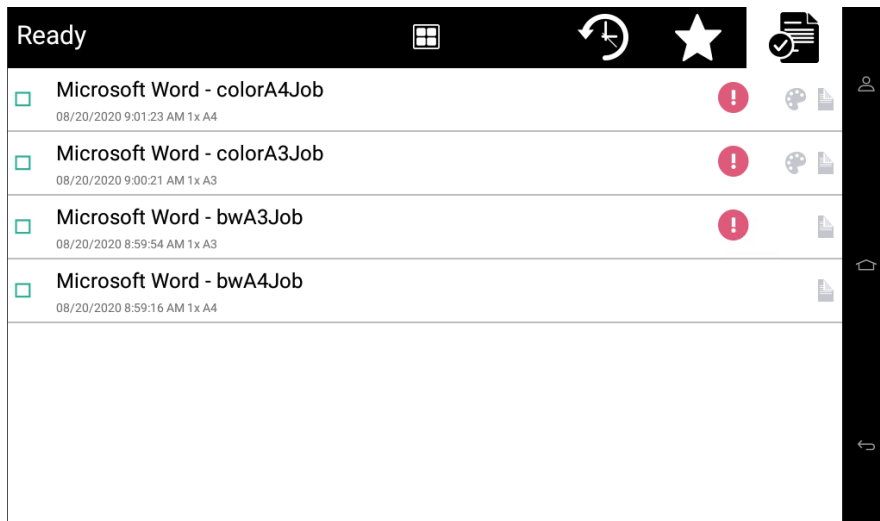 Ready
Microsoft Word - colorA4Job
08/20/2020 9:01:23 AM 1x A4
Microsoft Word - colorA3Job
08/20/2020 9:00:21 AM 1x A3
Microsoft Word - bwA3Job
08/20/2020 8:59:54 AM 1x A3
Microsoft Word - bwA4Job
08/20/2020 8:59:16 AM 1x A4